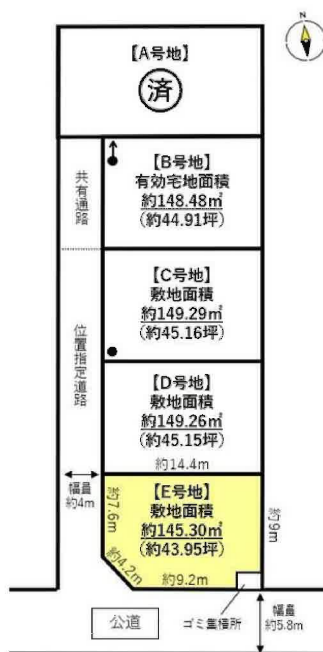 N
【A号地】
済
【B号地】
有効宅地面積
約148.48㎡
(約44.91坪)
共有通路
【C号地】
敷地面積
約149.29㎡
(約45.16坪)
位置指定道路
【D号地】
敷地面積
約149.26㎡
(約45.15坪)
約14.4m
幅員
約4m
【E号地】
敷地面積
約145.30㎡
(約43.95坪)
約7.6m
約9m
約4.2m
約9.2m
公道
ゴミ集積所
幅員
約5.8m